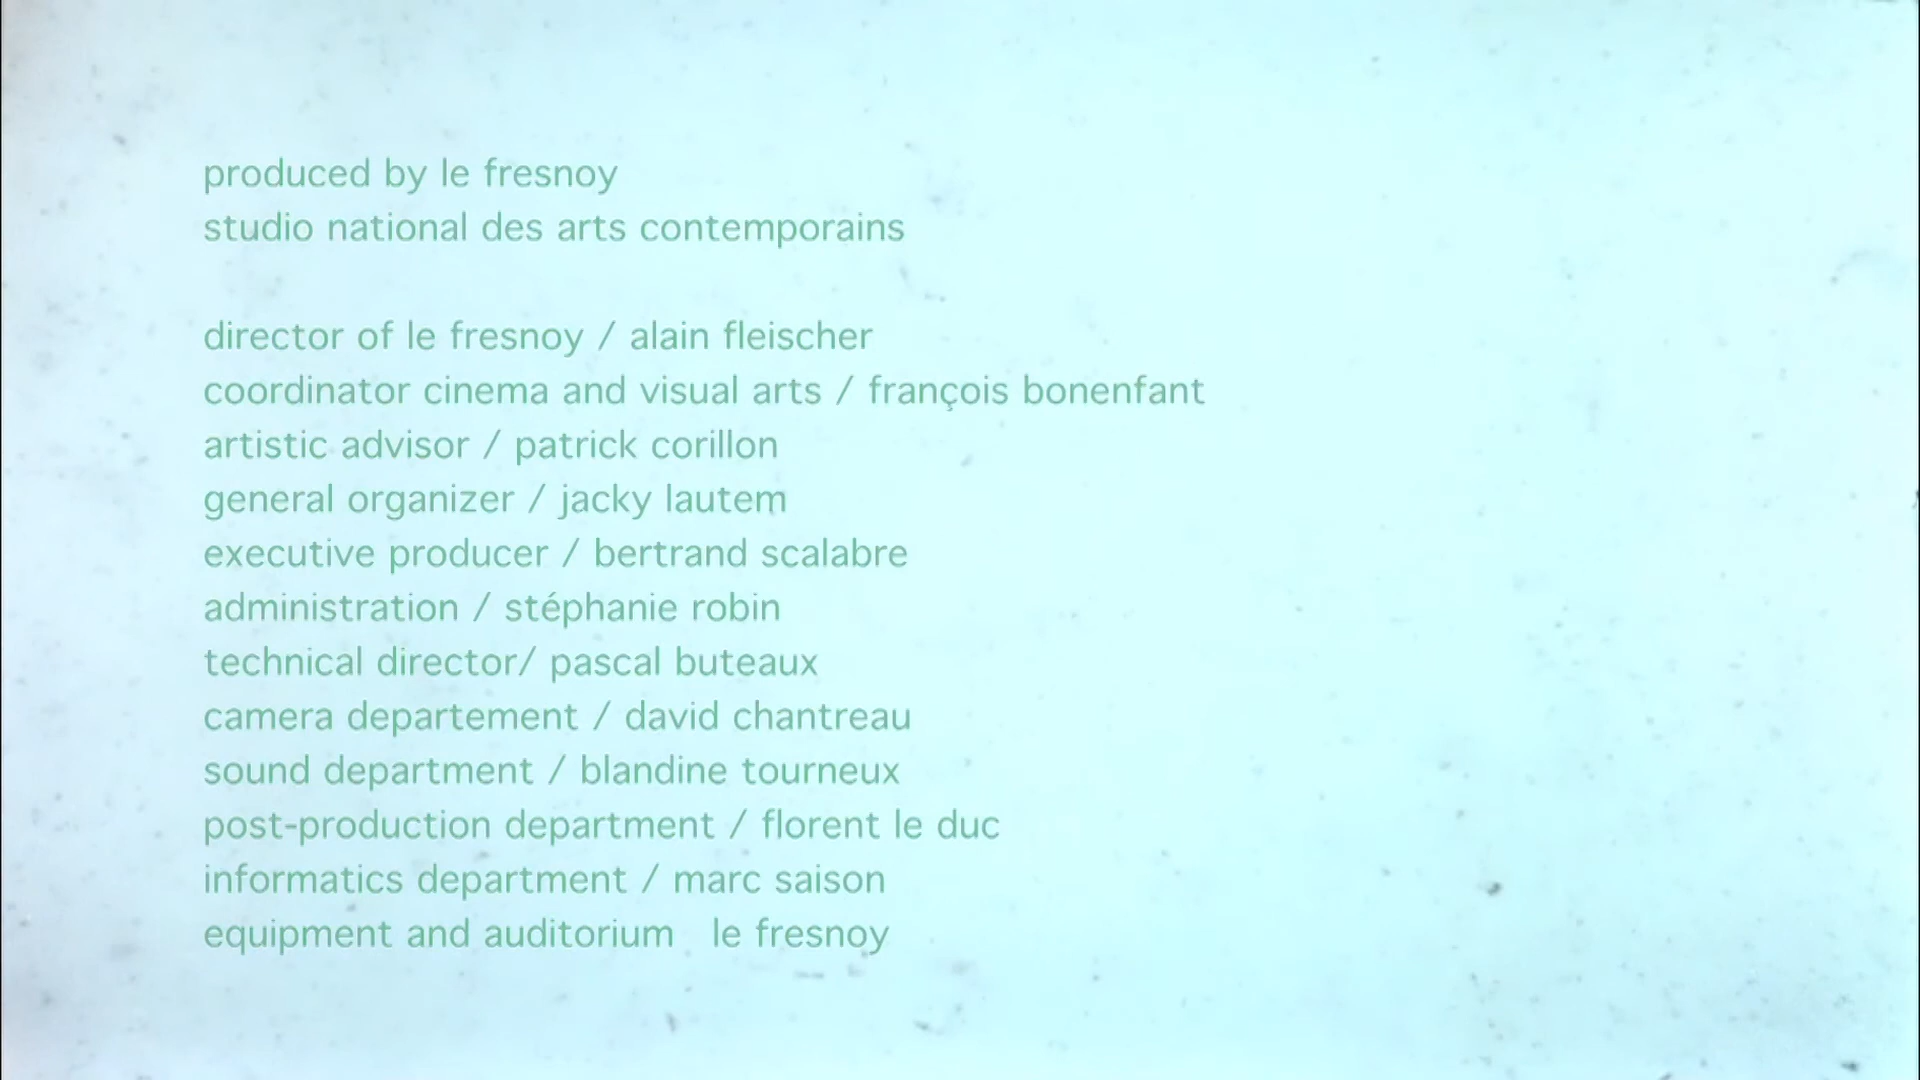 produced by le fresnoy
studio national des arts contemporains
director of le fresnoy / alain fleischer
coordinator cinema and visual arts / françois bonenfant
artistic advisor / patrick corillon
general organizer / jacky lautem
executive producer / bertrand scalabre
administration / stéphanie robin
technical director/ pascal buteaux
camera departement / david chantreau
sound department / blandine tourneux
post-production department / florent le duc
informatics department / marc saison
equipment and auditorium le fresnoy